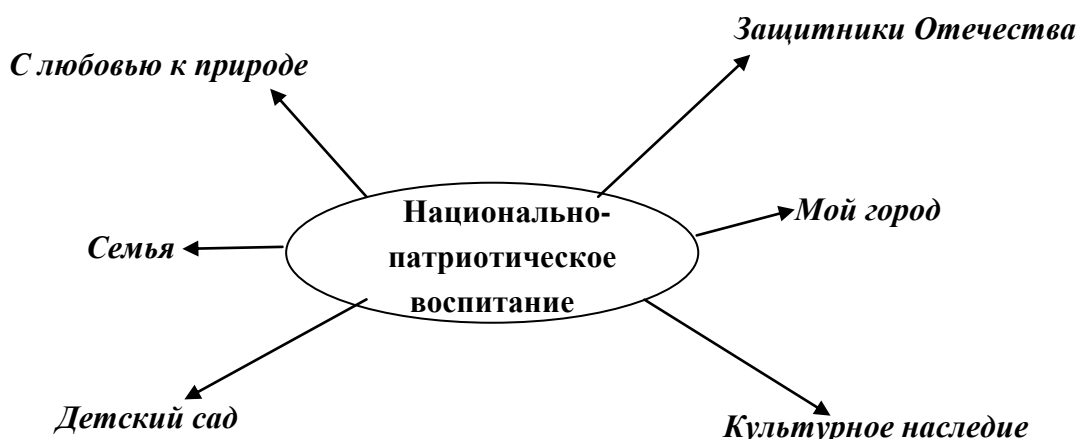 Защитники Отечества
С любовью к природе
Национально-
патриотическое
воспитание
Мой город
Семья
Детский сад
Культурное наследие